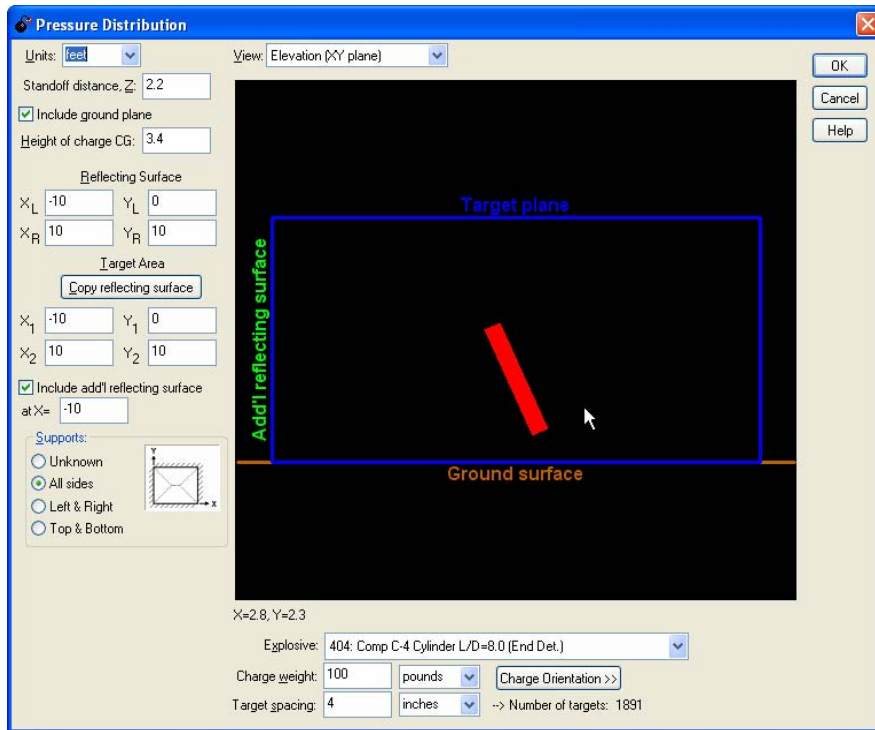 Pressure Distribution
Units: feet
View: Elevation (XY plane)
OK
Cancel
Help
Standoff distance, Z: 2.2
Include ground plane
Height of charge CG: 3.4
Reflecting Surface
XL -10 YL 0
XR 10 YR 10
Target Area
Copy reflecting surface
X1 -10 Y1 0
X2 10 Y2 10
Include add'l reflecting surface
at X= -10
Supports:
Unknown
All sides
Left & Right
Top & Bottom
Y
X
Target plane
Add'l reflecting surface
Ground surface
X=2.8, Y=2.3
Explosive: 404: Comp C-4 Cylinder L/D=8.0 (End Det.)
Charge weight: 100 pounds Charge Orientation >>
Target spacing: 4 inches --> Number of targets: 1891